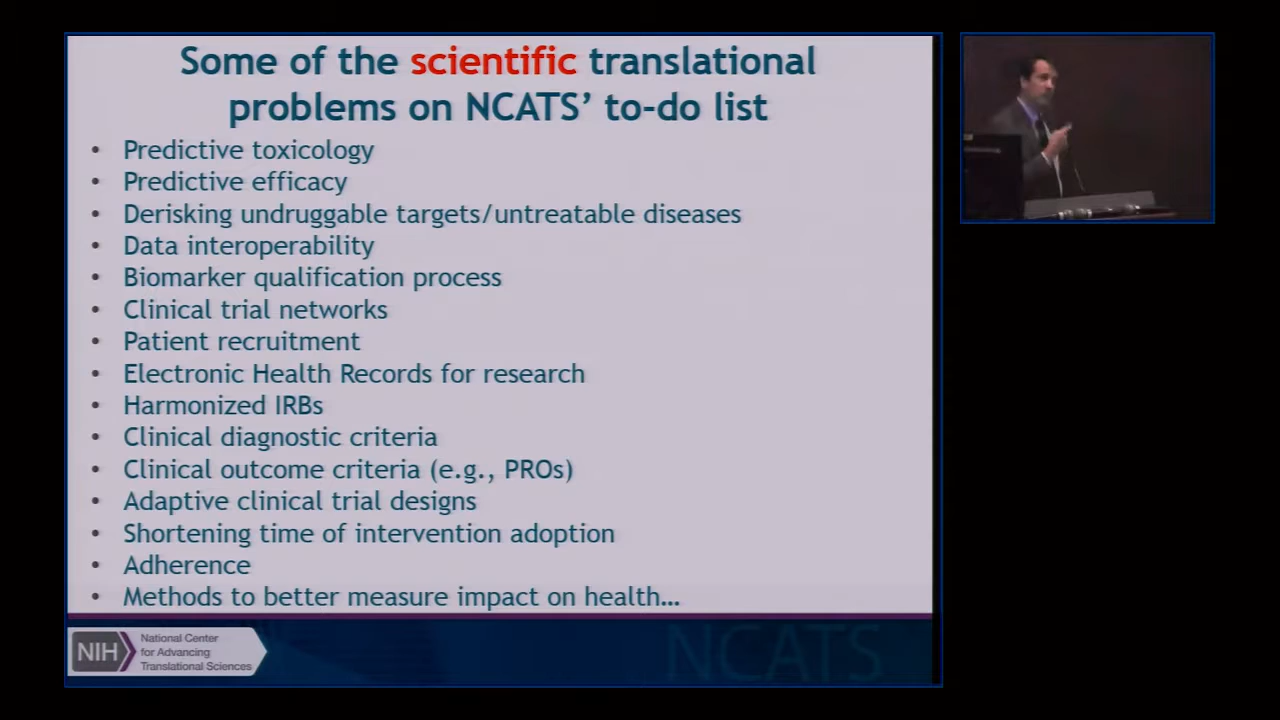 Some of the scientific translational
problems on NCATS’ to-do list
• Predictive toxicology
• Predictive efficacy
• Derisking undruggable targets/untreatable diseases
• Data interoperability
• Biomarker qualification process
• Clinical trial networks
• Patient recruitment
• Electronic Health Records for research
• Harmonized IRBs
• Clinical diagnostic criteria
• Clinical outcome criteria (e.g., PROs)
• Adaptive clinical trial designs
• Shortening time of intervention adoption
• Adherence
• Methods to better measure impact on health…
NIH
National Center
for Advancing
Translational Sciences
NCATS